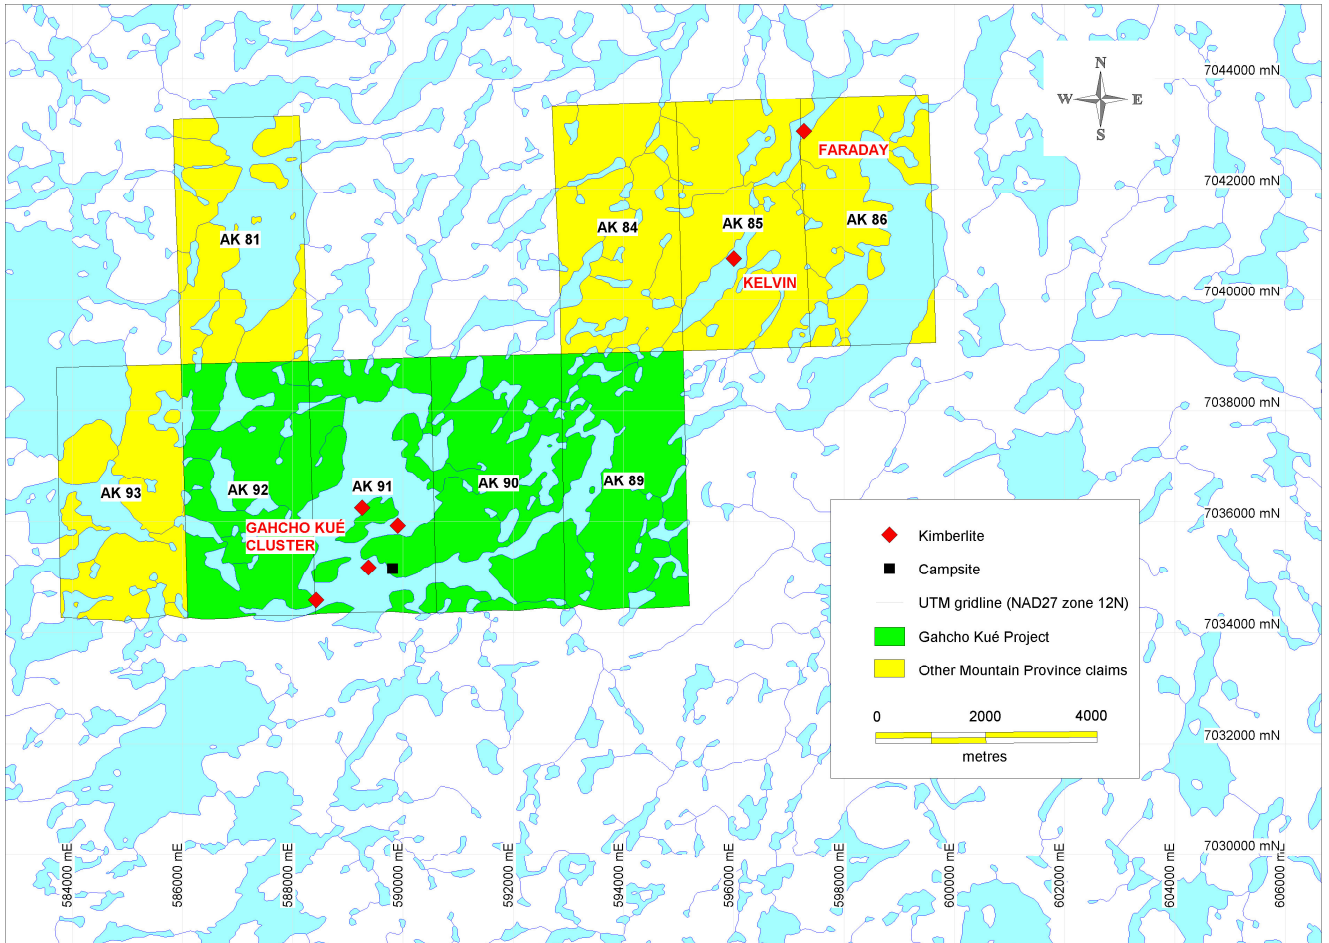 N
W E
S
7044000 mN
FARADAY
7042000 mN
AK 81
AK 84
AK 85
AK 86
KELVIN
7040000 mN
7038000 mN
AK 93
AK 92
AK 91
AK 90
AK 89
GAHCHO KUÉ
CLUSTER
7036000 mN
Kimberlite
Campsite
UTM gridline (NAD27 zone 12N)
Gahcho Kué Project
Other Mountain Province claims
0 2000 4000
metres
7034000 mN
7032000 mN
7030000 mN
584000 mE
586000 mE
588000 mE
590000 mE
592000 mE
594000 mE
596000 mE
598000 mE
600000 mE
602000 mE
604000 mE
606000 mE